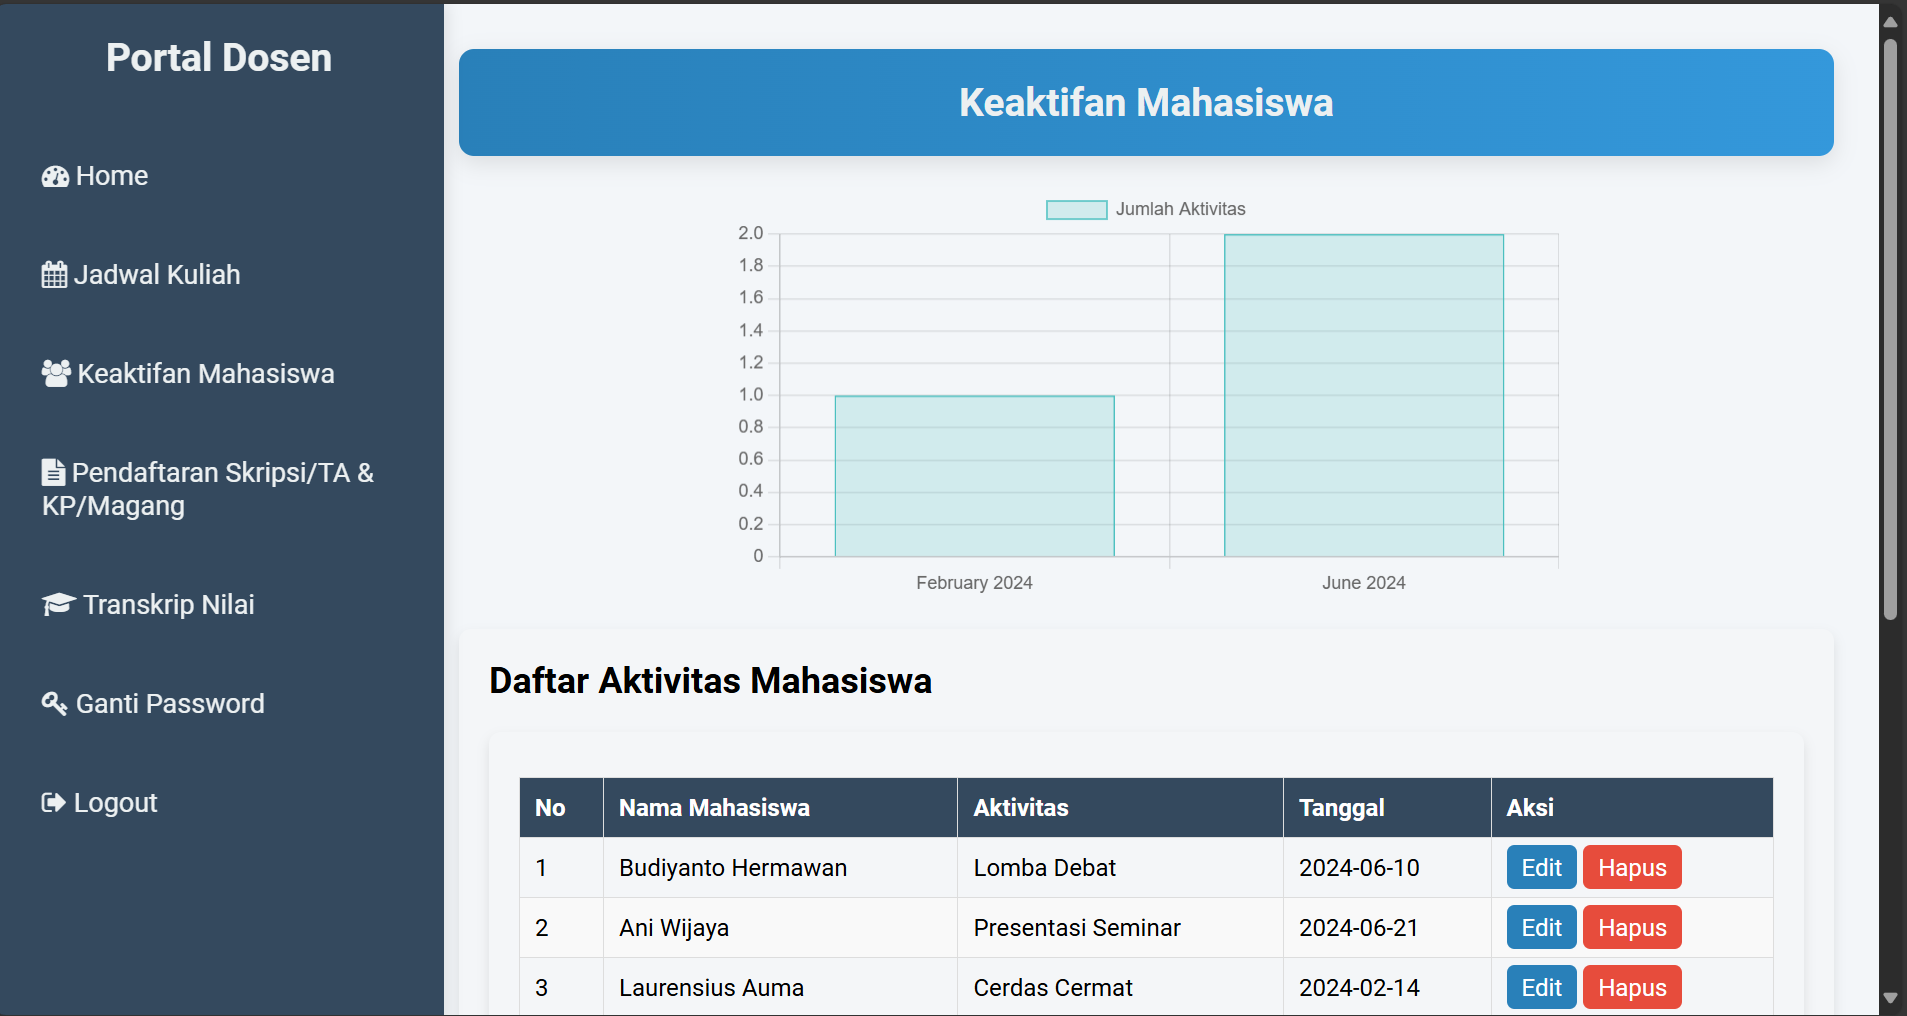 Portal Dosen
Home
Jadwal Kuliah
Keaktifan Mahasiswa
Pendaftaran Skripsi/TA &
KP/Magang
Transkrip Nilai
Ganti Password
Logout
Keaktifan Mahasiswa
Jumlah Aktivitas
2.0
1.8
1.6
1.4
1.2
1.0
0.8
0.6
0.4
0.2
0
February 2024 June 2024
Daftar Aktivitas Mahasiswa
No Nama Mahasiswa Aktivitas Tanggal Aksi
1 Budiyanto Hermawan Lomba Debat 2024-06-10 Edit Hapus
2 Ani Wijaya Presentasi Seminar 2024-06-21 Edit Hapus
3 Laurensius Auma Cerdas Cermat 2024-02-14 Edit Hapus